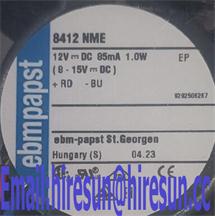 ebmpapst
8412 NME
12V⎓DC 85mA 1.0W EP
(8-15V⎓DC)
+RD -BU
9292506267
ebm-papst St.Georgen
Hungary (S) 04.23
Email:hiresun@hiresun.cc